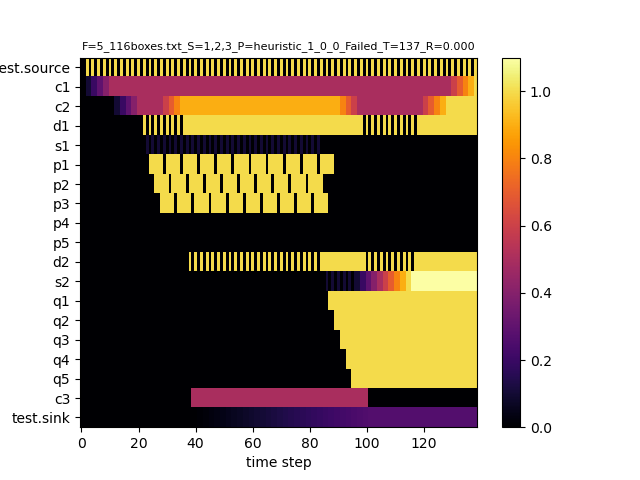 F=5_116boxes.txt_S=1,2,3_P=heuristic_1_0_0_Failed_T=137_R=0.000
est.source
c1
c2
d1
s1
p1
p2
p3
p4
p5
d2
s2
q1
q2
q3
q4
q5
c3
test.sink
0 20 40 60 80 100 120
time step
1.0
0.8
0.6
0.4
0.2
0.0